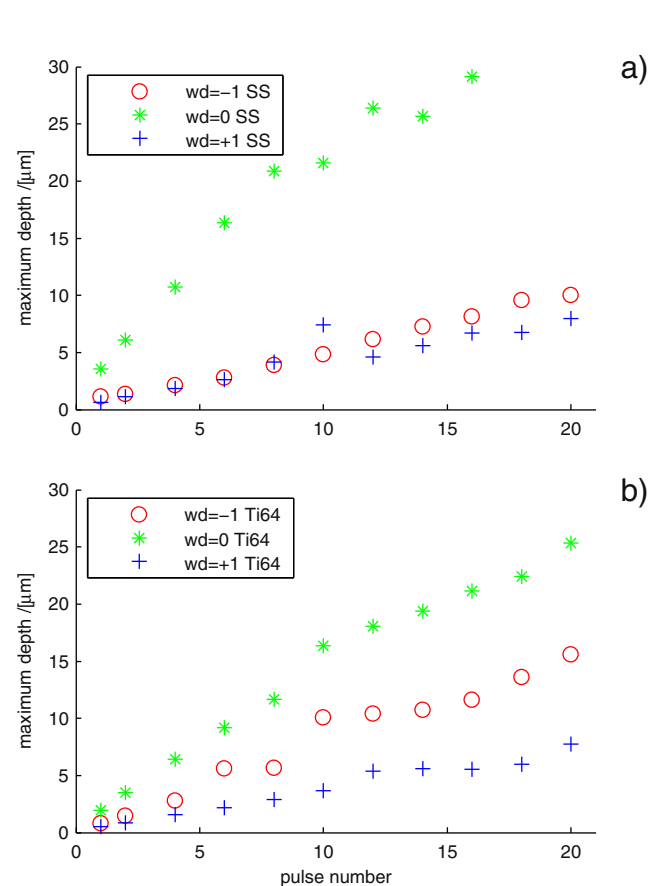 a)
30
25
20
15
10
5
0
maximum depth /[µm]
wd=−1 SS
wd=0 SS
wd=+1 SS
0 5 10 15 20
b)
30
25
20
15
10
5
0
maximum depth /[µm]
wd=−1 Ti64
wd=0 Ti64
wd=+1 Ti64
0 5 10 15 20
pulse number